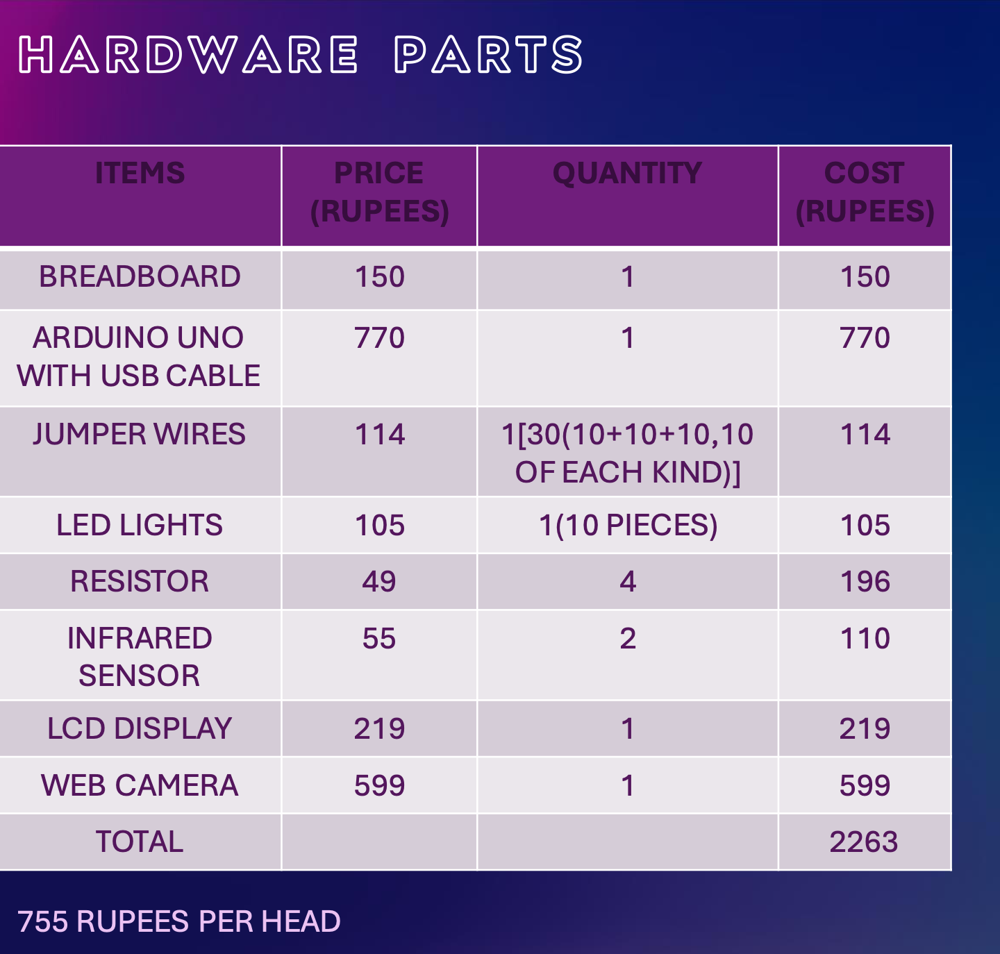 HARDWARE PARTS
ITEMS
PRICE
(RUPEES)
QUANTITY
COST
(RUPEES)
BREADBOARD
150
1
150
ARDUINO UNO
WITH USB CABLE
770
1
770
JUMPER WIRES
114
1[30(10+10+10,10
OF EACH KIND)]
114
LED LIGHTS
105
1(10 PIECES)
105
RESISTOR
49
4
196
INFRARED
SENSOR
55
2
110
LCD DISPLAY
219
1
219
WEB CAMERA
599
1
599
TOTAL
2263
755 RUPEES PER HEAD